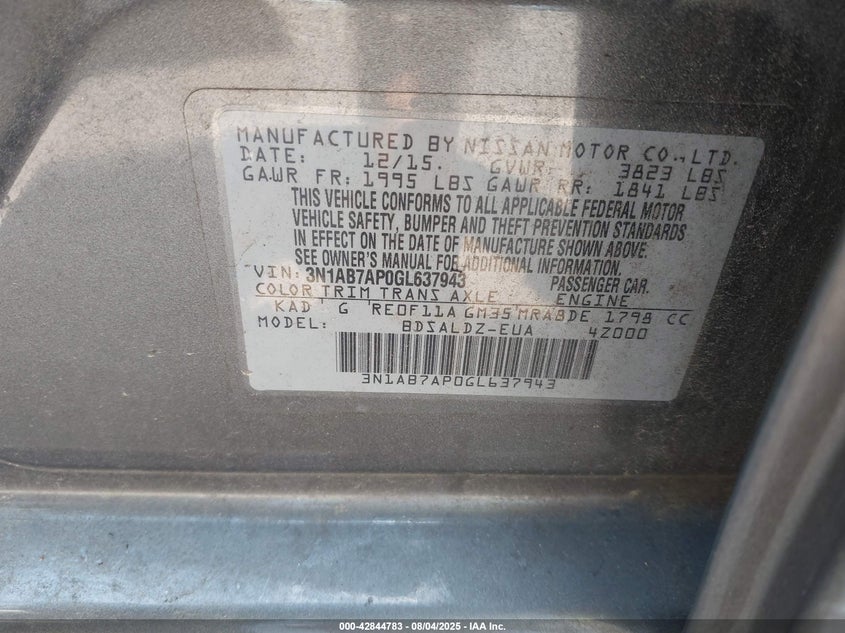 MANUFACTURED BY NISSAN MOTOR CO.,LTD.
DATE: 12/15. GVWR: 3823 LBS
GAWR FR: 1995 LBS GAWR RR: 1841 LBS
THIS VEHICLE CONFORMS TO ALL APPLICABLE FEDERAL MOTOR
VEHICLE SAFETY, BUMPER AND THEFT PREVENTION STANDARDS
IN EFFECT ON THE DATE OF MANUFACTURE SHOWN ABOVE.
SEE OWNER'S MANUAL FOR ADDITIONAL INFORMATION.
VIN: 3N1AB7AP0GL637943 PASSENGER CAR.
COLOR TRIM TRANS AXLE ENGINE
KAD G RE0F11A GM35 MRA8DE 1798 CC
MODEL: BDSALDZ-EUA 4Z000
3N1AB7AP0GL637943
000-42844783 | 08/04/2025 | IAA Inc.